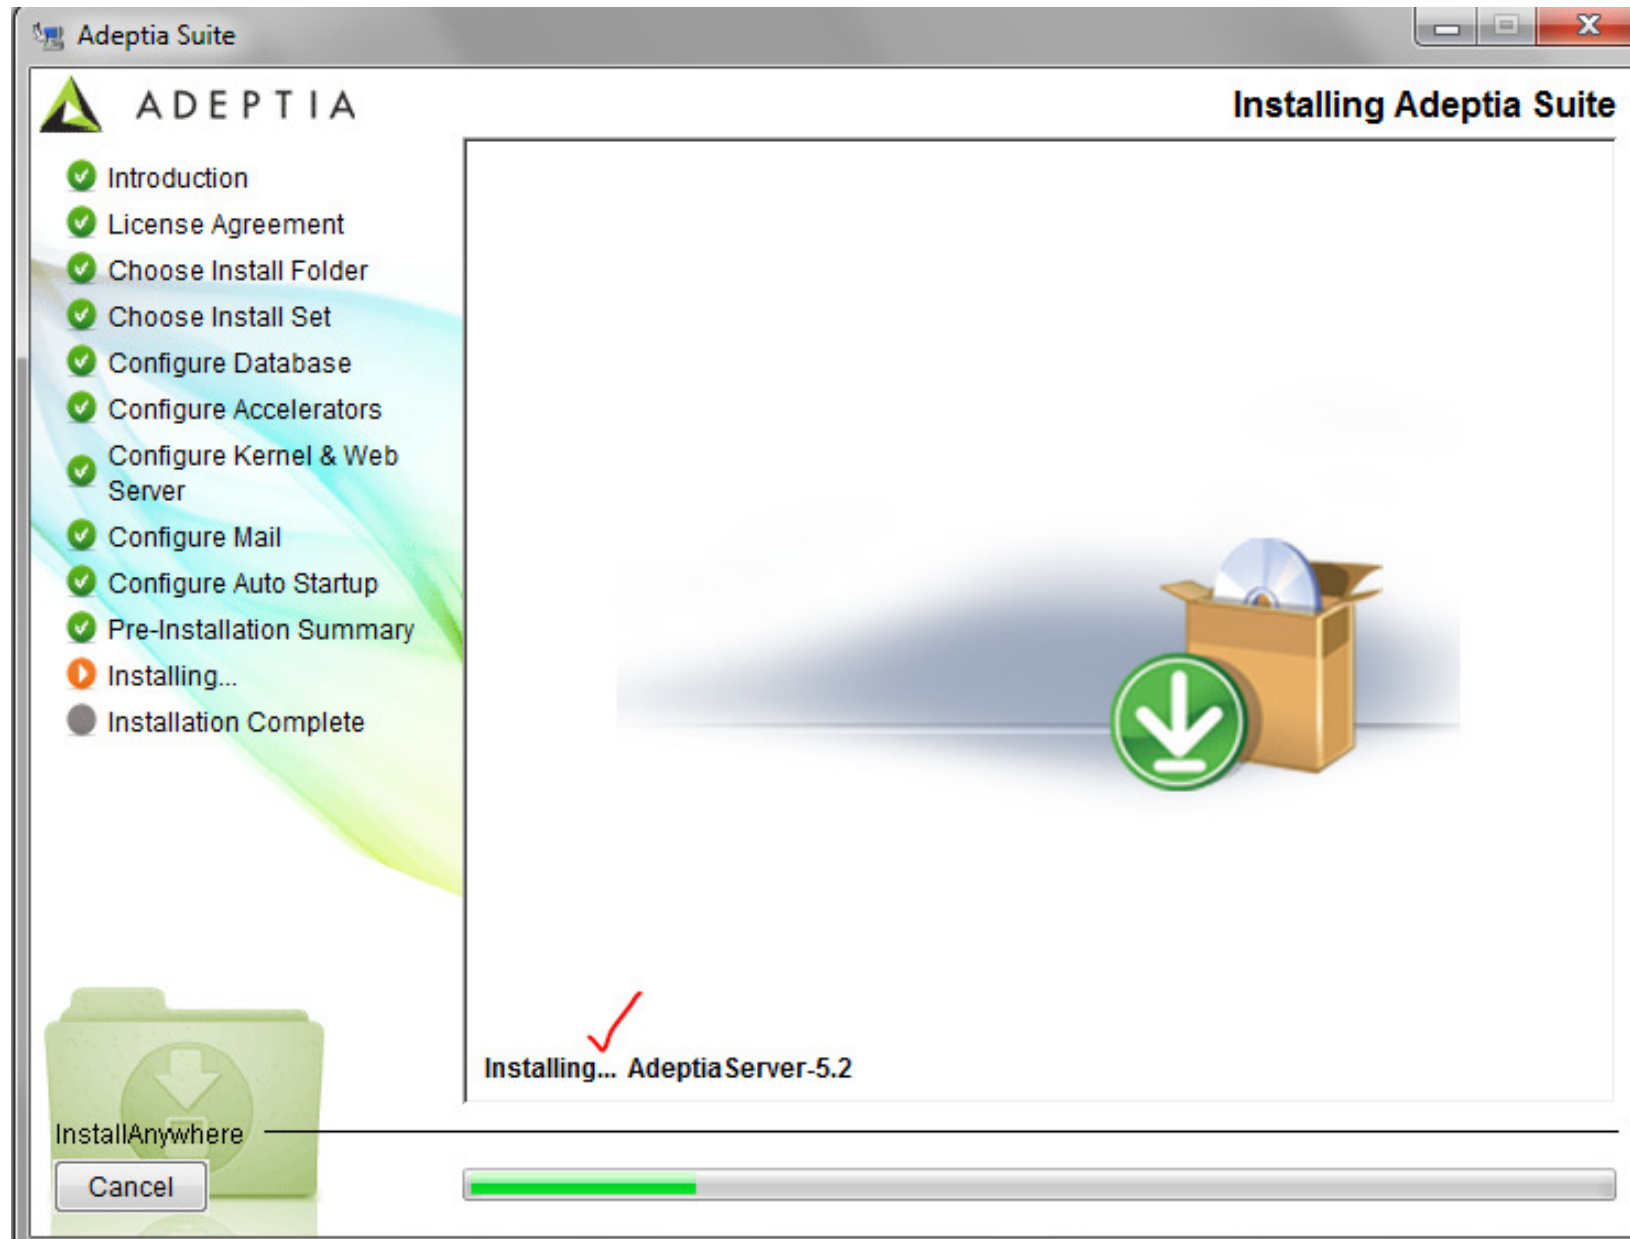 Adeptia Suite
ADEPTIA
Installing Adeptia Suite
Introduction
License Agreement
Choose Install Folder
Choose Install Set
Configure Database
Configure Accelerators
Configure Kernel & Web
Server
Configure Mail
Configure Auto Startup
Pre-Installation Summary
Installing...
Installation Complete
Installing... AdeptiaServer-5.2
InstallAnywhere
Cancel